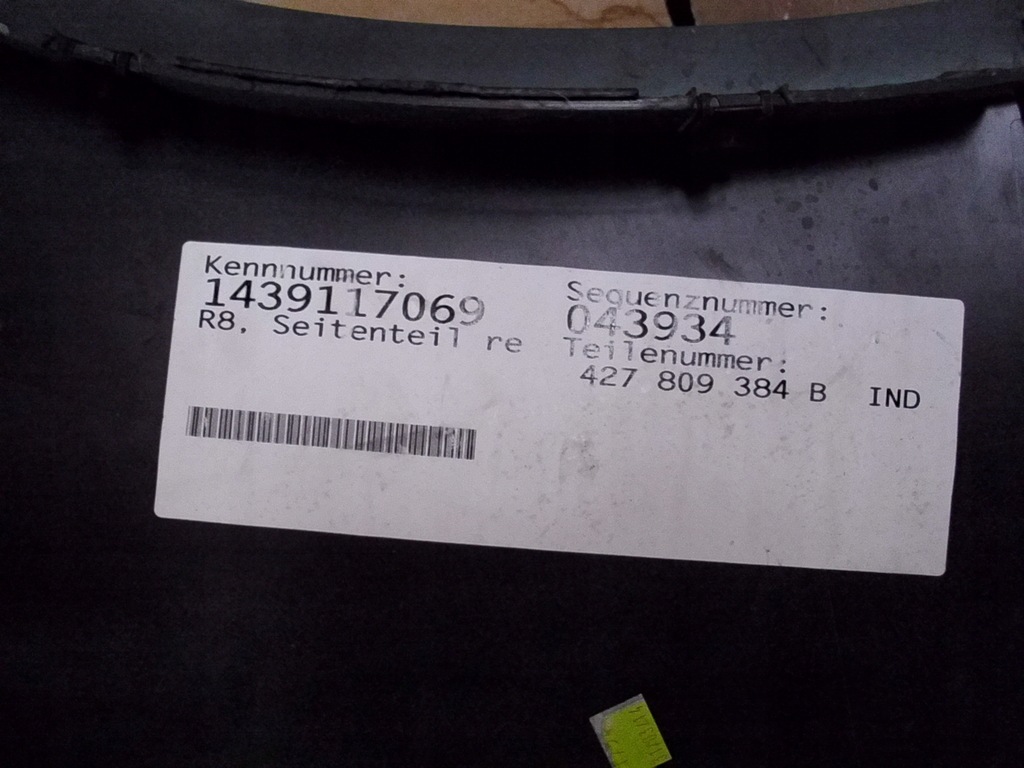 Kennnummer:
1439117069
R8, Seitenteil re
Sequenznummer:
043934
Teilenummer:
427 809 384 B IND